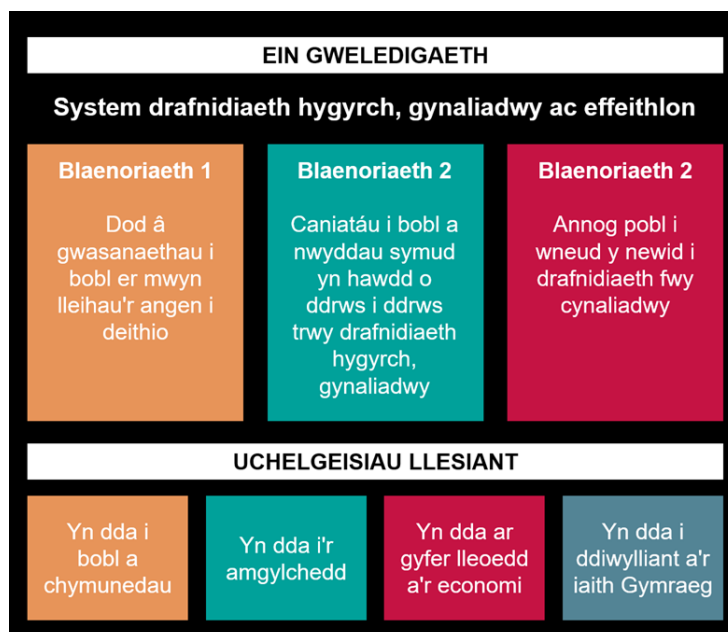 EIN GWELEDIGAETH
System drafnidiaeth hygyrch, gynaliadwy ac effeithlon
Blaenoriaeth 1
Dod â
gwasanaethau i
bobl er mwyn
lleihau'r angen i
deithio
Blaenoriaeth 2
Caniatáu i bobl a
nwyddau symud
yn hawdd o
ddrws i ddrws
trwy drafnidiaeth
hygyrch,
gynaliadwy
Blaenoriaeth 2
Annog pobl i
wneud y newid i
drafnidiaeth fwy
cynaliadwy
UCHELGEISIAU LLESIANT
Yn dda i
bobl a
chymunedau
Yn dda i'r
amgylchedd
Yn dda ar
gyfer lleoedd
a'r economi
Yn dda i
ddiwylliant a'r
iaith Gymraeg